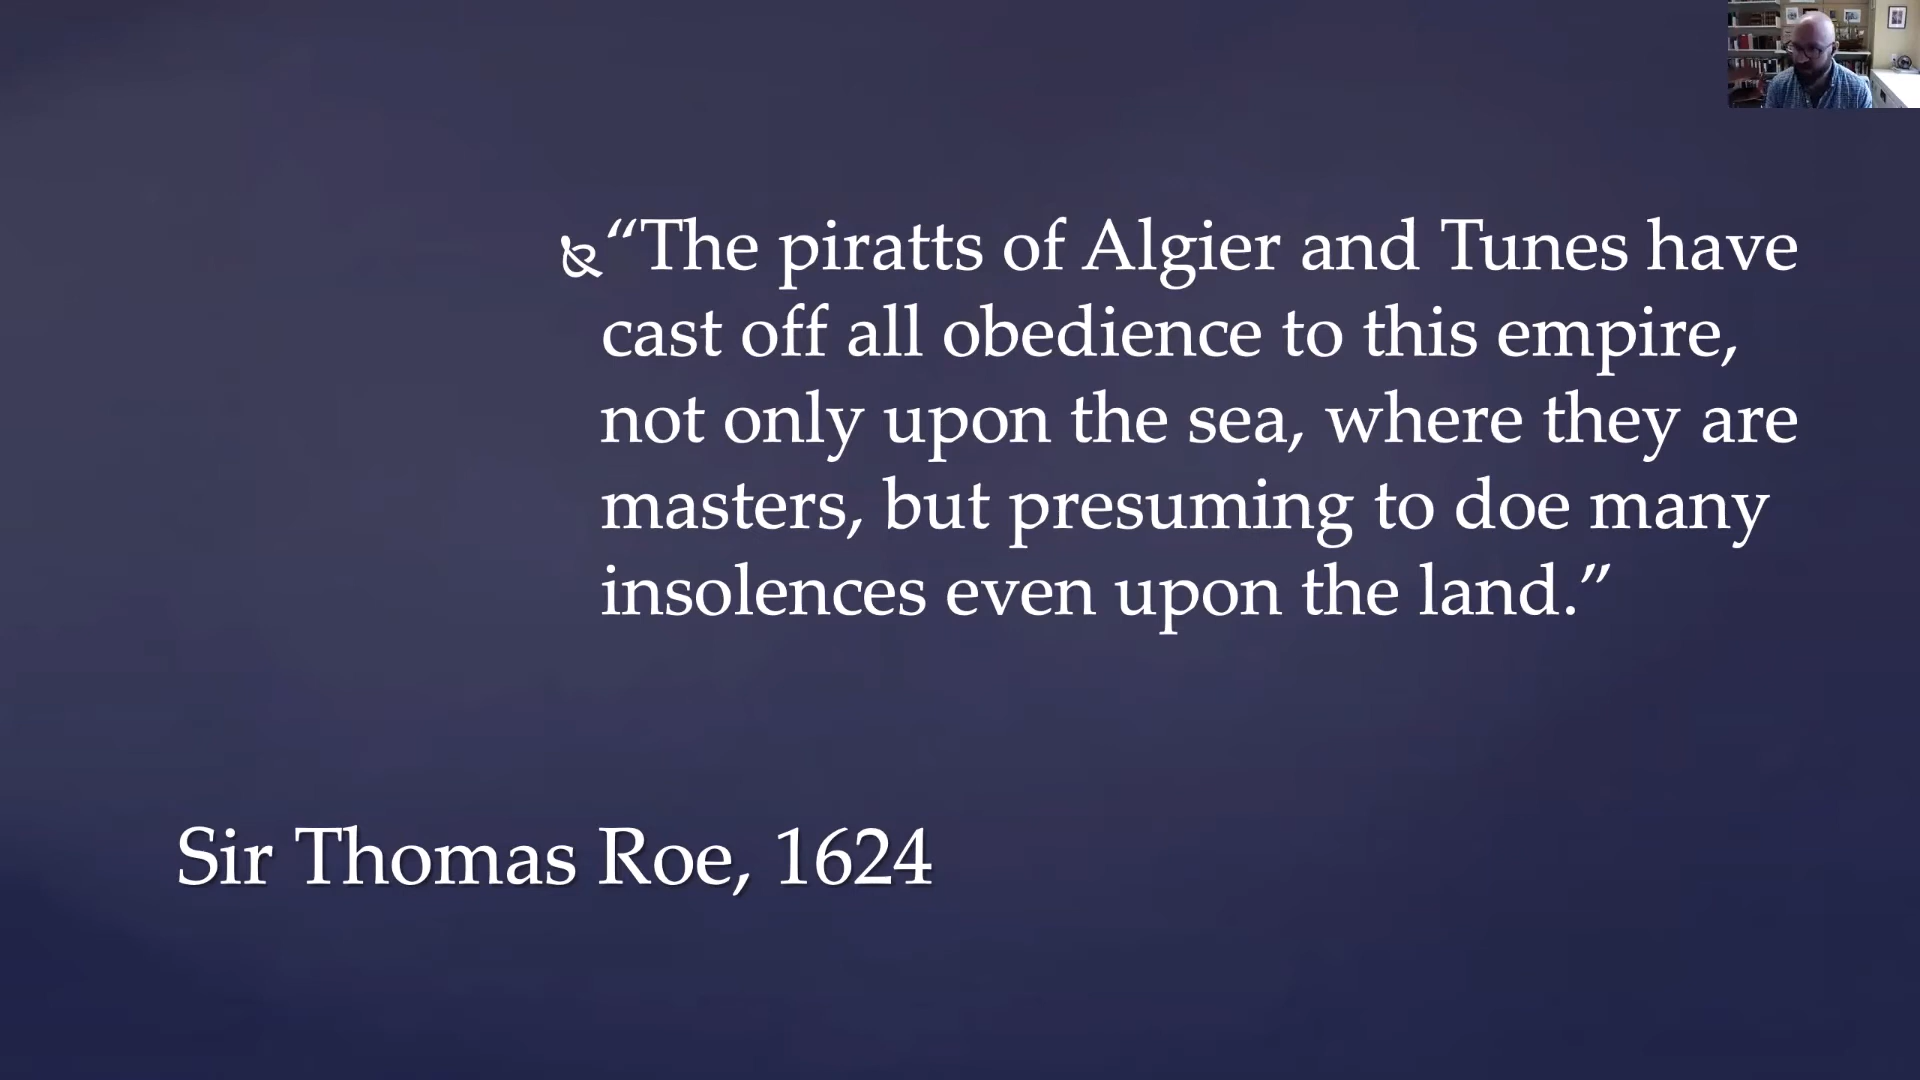 “The piratts of Algier and Tunes have
cast off all obedience to this empire,
not only upon the sea, where they are
masters, but presuming to doe many
insolences even upon the land.”
Sir Thomas Roe, 1624